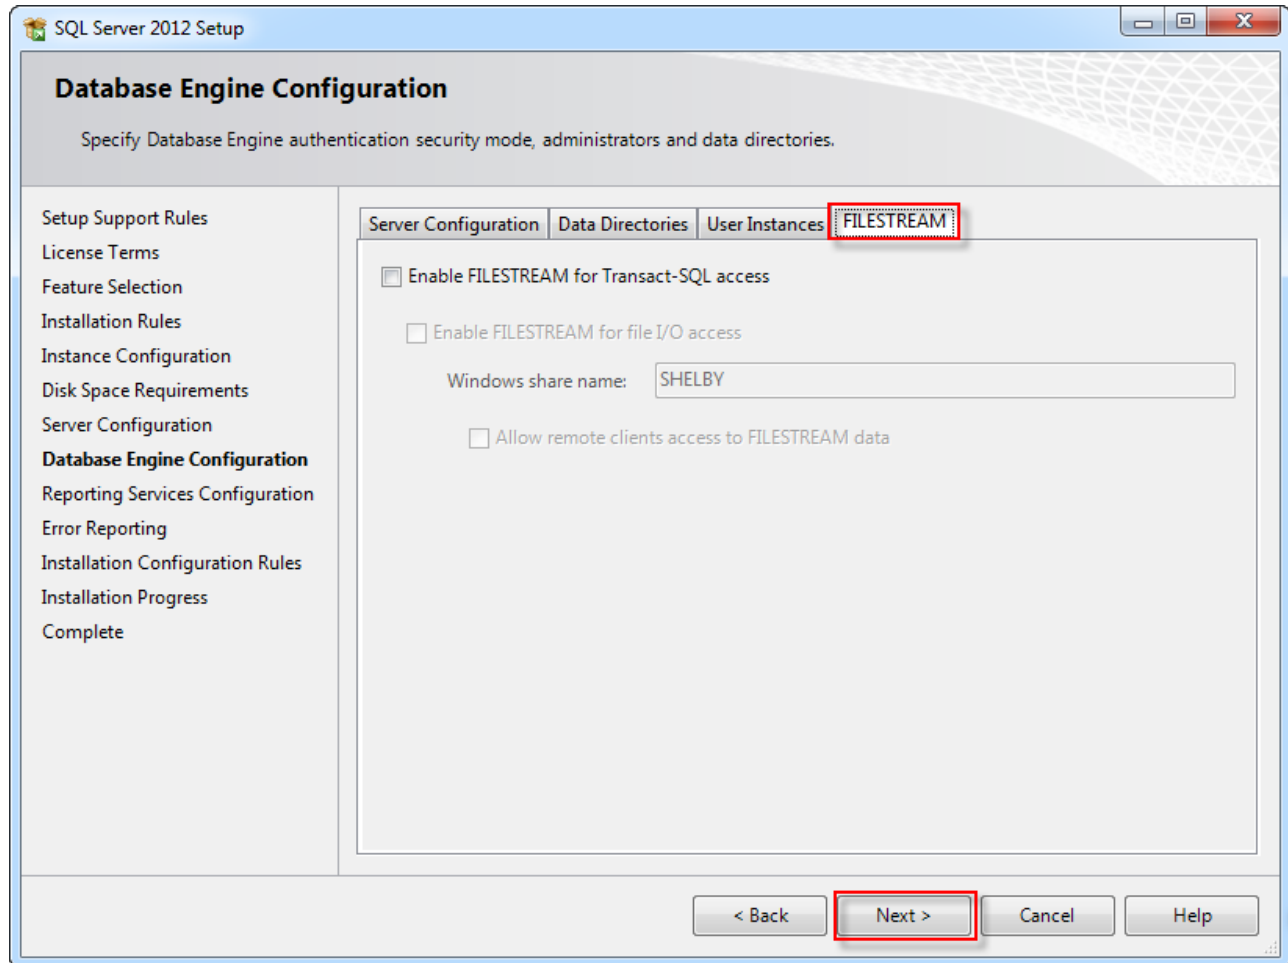 SQL Server 2012 Setup
Database Engine Configuration
Specify Database Engine authentication security mode, administrators and data directories.
Setup Support Rules
License Terms
Feature Selection
Installation Rules
Instance Configuration
Disk Space Requirements
Server Configuration
Database Engine Configuration
Reporting Services Configuration
Error Reporting
Installation Configuration Rules
Installation Progress
Complete
Server Configuration Data Directories User Instances FILESTREAM
Enable FILESTREAM for Transact-SQL access
Enable FILESTREAM for file I/O access
Windows share name: SHELBY
Allow remote clients access to FILESTREAM data
< Back Next > Cancel Help